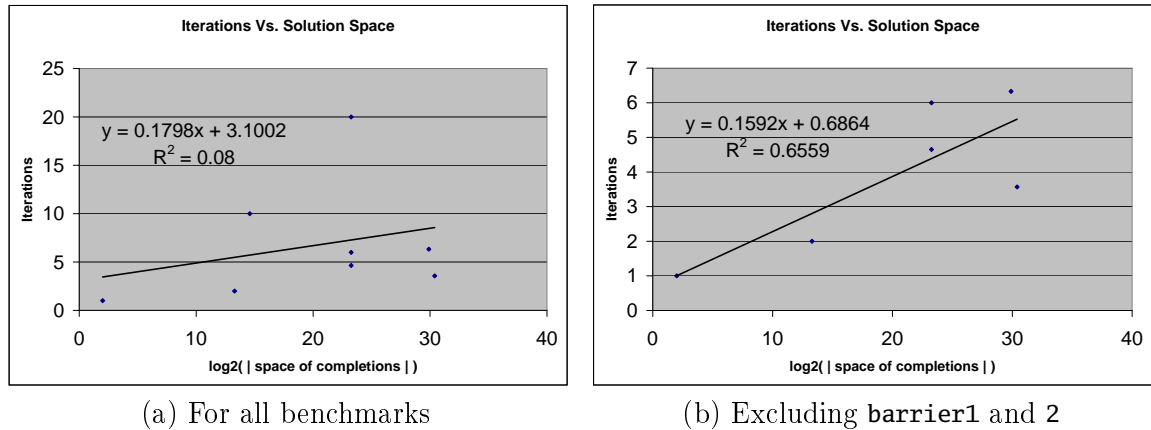 Iterations Vs. Solution Space
25
20
15
10
5
0
y = 0.1798x + 3.1002
R² = 0.08
Iterations
0 10 20 30 40
log2( | space of completions | )
(a) For all benchmarks
Iterations Vs. Solution Space
7
6
5
4
3
2
1
0
y = 0.1592x + 0.6864
R² = 0.6559
Iterations
0 10 20 30 40
log2( | space of completions | )
(b) Excluding barrier1 and 2